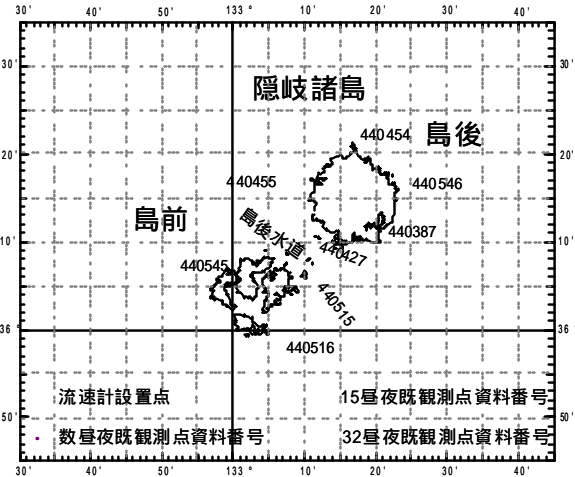 30' 40' 50' 133° 10' 20' 30' 40'
30'
隠岐諸島
440454
島後
20'
440455
440546
島前
島後水道
440387
10'
440427
440545
440515
36° 36
440516
流速計設置点
15昼夜既観測点資料番号
50' 50'
数昼夜既観測点資料番号
32昼夜既観測点資料番号
30' 40' 50' 133° 10' 20' 30' 40'
30'
20'
10'